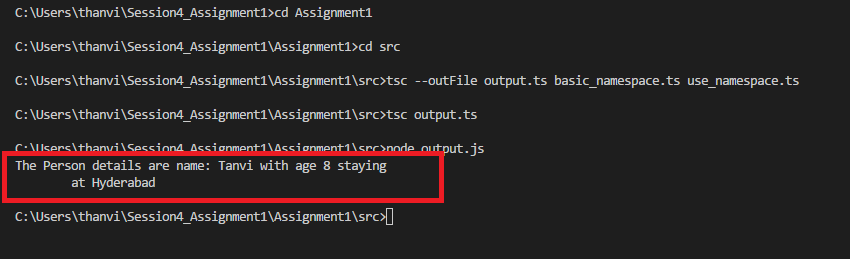 C:\Users\thanvi\Session4_Assignment1>cd Assignment1
C:\Users\thanvi\Session4_Assignment1\Assignment1>cd src
C:\Users\thanvi\Session4_Assignment1\Assignment1\src>tsc --outFile output.ts basic_namespace.ts use_namespace.ts
C:\Users\thanvi\Session4_Assignment1\Assignment1\src>tsc output.ts
C:\Users\thanvi\Session4_Assignment1\Assignment1\src>node output.js
The Person details are name: Tanvi with age 8 staying
at Hyderabad
C:\Users\thanvi\Session4_Assignment1\Assignment1\src>